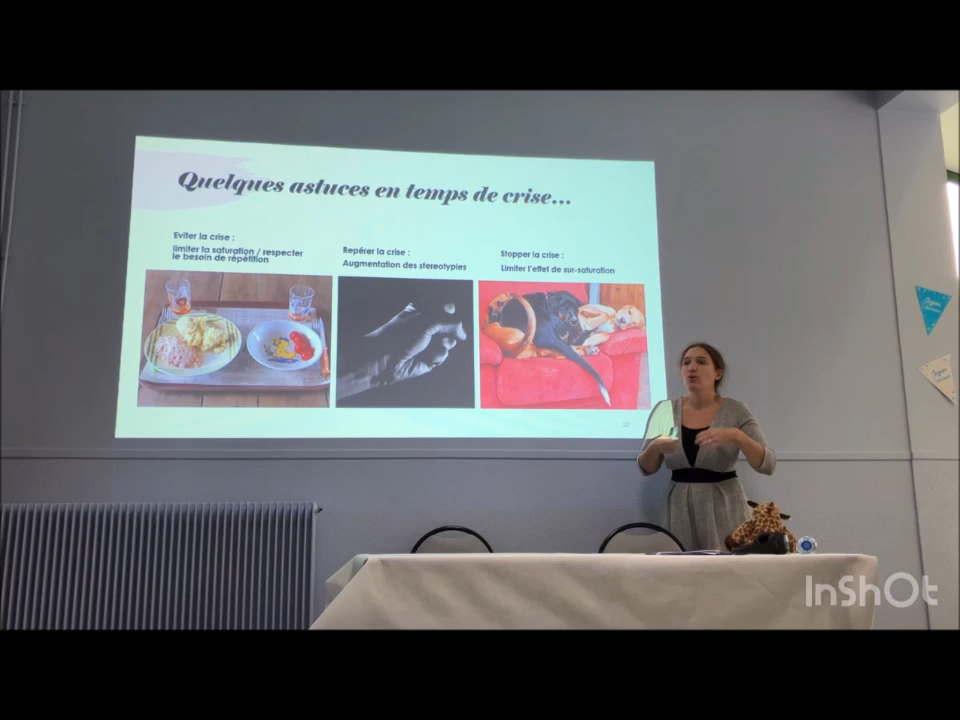 Quelques astuces en temps de crise...
Eviter la crise :
limiter la saturation / respecter
le besoin de répétition
Repérer la crise :
Augmentation des stereotypies
Stopper la crise :
Limiter l'effet de sur-saturation
InShOt